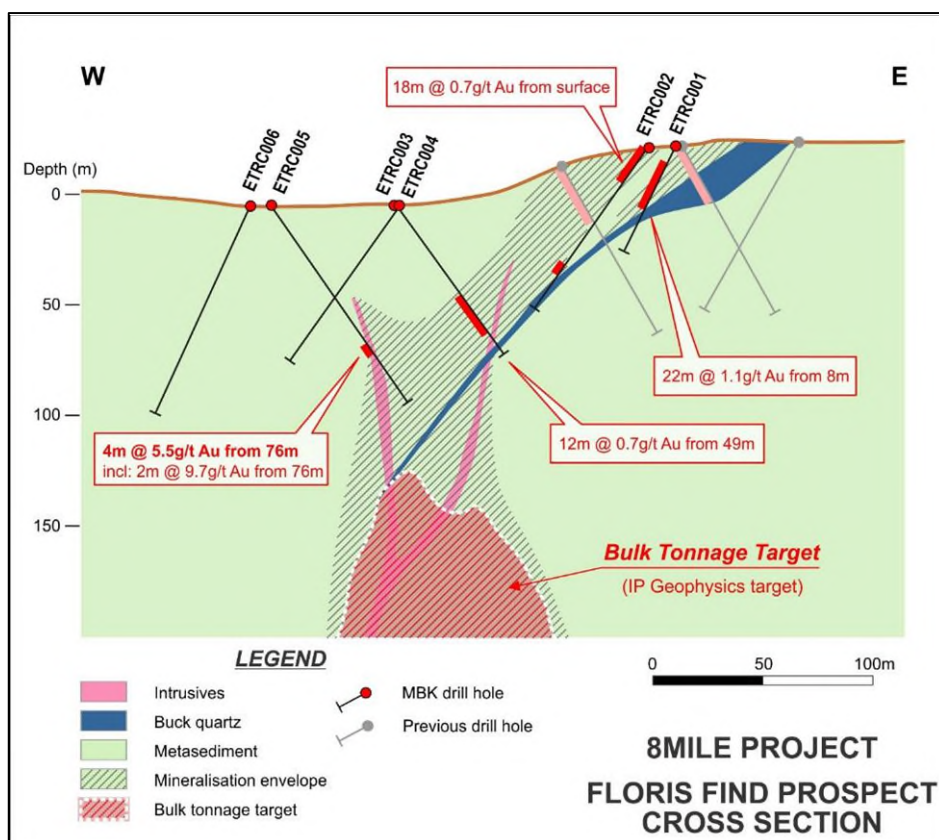 W
E
18m @ 0.7g/t Au from surface
ETRC002
ETRC001
ETRC006
ETRC005
ETRC003
ETRC004
Depth (m)
0
50
100
150
22m @ 1.1g/t Au from 8m
4m @ 5.5g/t Au from 76m
incl: 2m @ 9.7g/t Au from 76m
12m @ 0.7g/t Au from 49m
Bulk Tonnage Target
(IP Geophysics target)
LEGEND
Intrusives
Buck quartz
Metasediment
Mineralisation envelope
Bulk tonnage target
MBK drill hole
Previous drill hole
0 50 100m
8MILE PROJECT
FLORIS FIND PROSPECT
CROSS SECTION